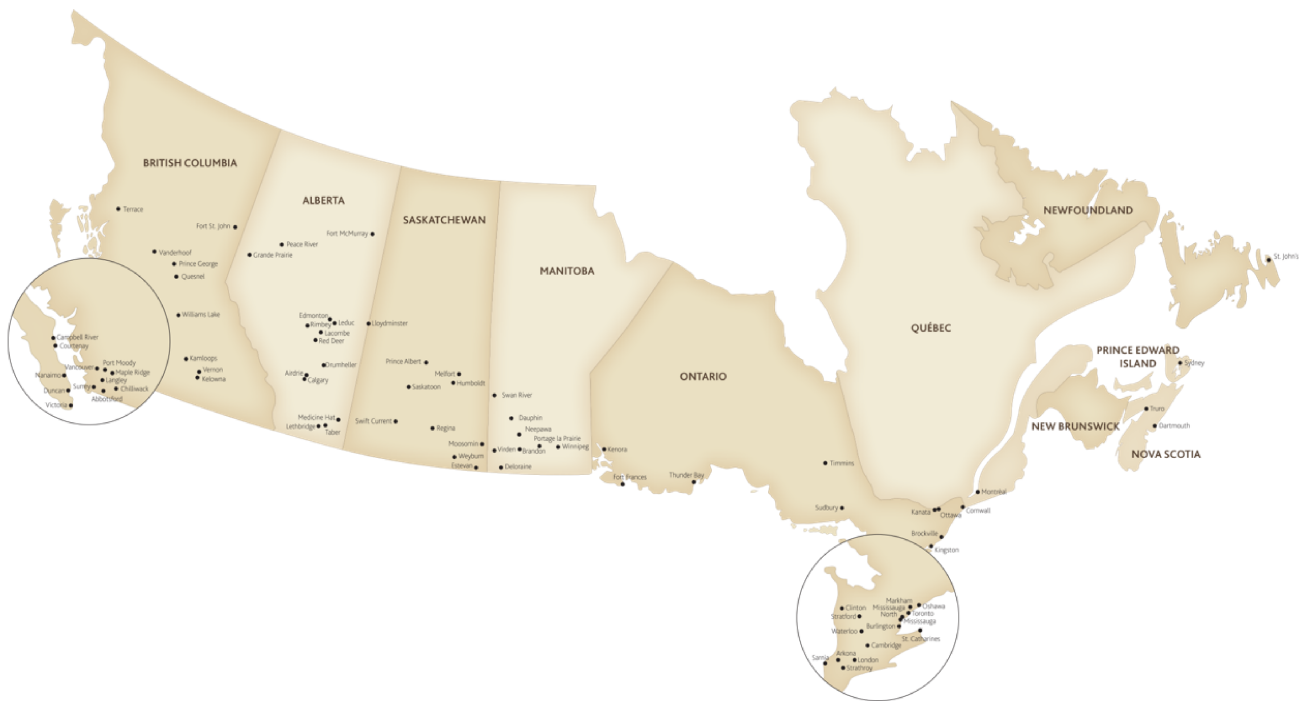 BRITISH COLUMBIA
Terrace
Fort St. John
Vanderhoof
Prince George
Quesnel
Williams Lake
Kamloops
Vernon
Kelowna
Campbell River
Courtenay
Port Moody
Vancouver
Maple Ridge
Nanaimo
Langley
Surrey
Chilliwack
Duncan
Abbotsford
Victoria
ALBERTA
Fort McMurray
Peace River
Grande Prairie
Edmonton
Leduc
Rimbey
Lacombe
Red Deer
Drumheller
Airdrie
Calgary
Medicine Hat
Lethbridge
Taber
SASKATCHEWAN
Lloydminster
Prince Albert
Melfort
Humboldt
Saskatoon
Swift Current
Regina
Moosomin
Weyburn
Estevan
MANITOBA
Swan River
Dauphin
Neepawa
Portage la Prairie
Virden
Brandon
Winnipeg
Deloraine
ONTARIO
Kenora
Fort Frances
Thunder Bay
Timmins
Sudbury
Kanata
Ottawa
Cornwall
Brockville
Kingston
Markham
Clinton
Mississauga
Oshawa
Stratford
North
Toronto
Mississauga
Burlington
Waterloo
St. Catharines
Cambridge
Arkona
Sarnia
London
Strathroy
QUÉBEC
Montréal
NEWFOUNDLAND
St. John's
PRINCE EDWARD
ISLAND
Sydney
NEW BRUNSWICK
Truro
Dartmouth
NOVA SCOTIA